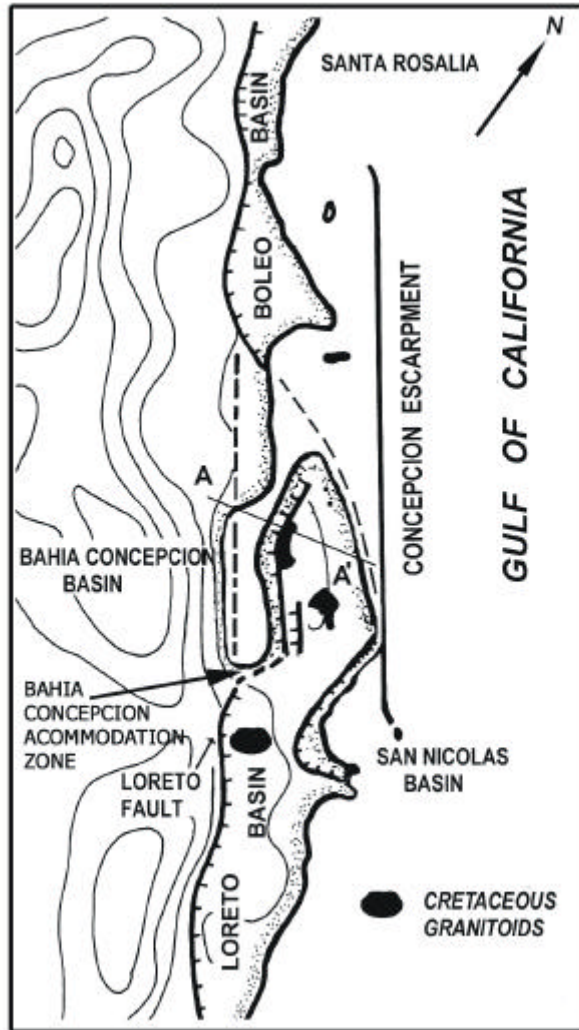 N
SANTA ROSALIA
BASIN
BOLEO
GULF OF CALIFORNIA
CONCEPCION ESCARPMENT
A
A'
BAHIA CONCEPCION
BASIN
BAHIA
CONCEPCION
ACOMMODATION
ZONE
LORETO
FAULT
SAN NICOLAS
BASIN
BASIN
LORETO
CRETACEOUS
GRANITOIDS